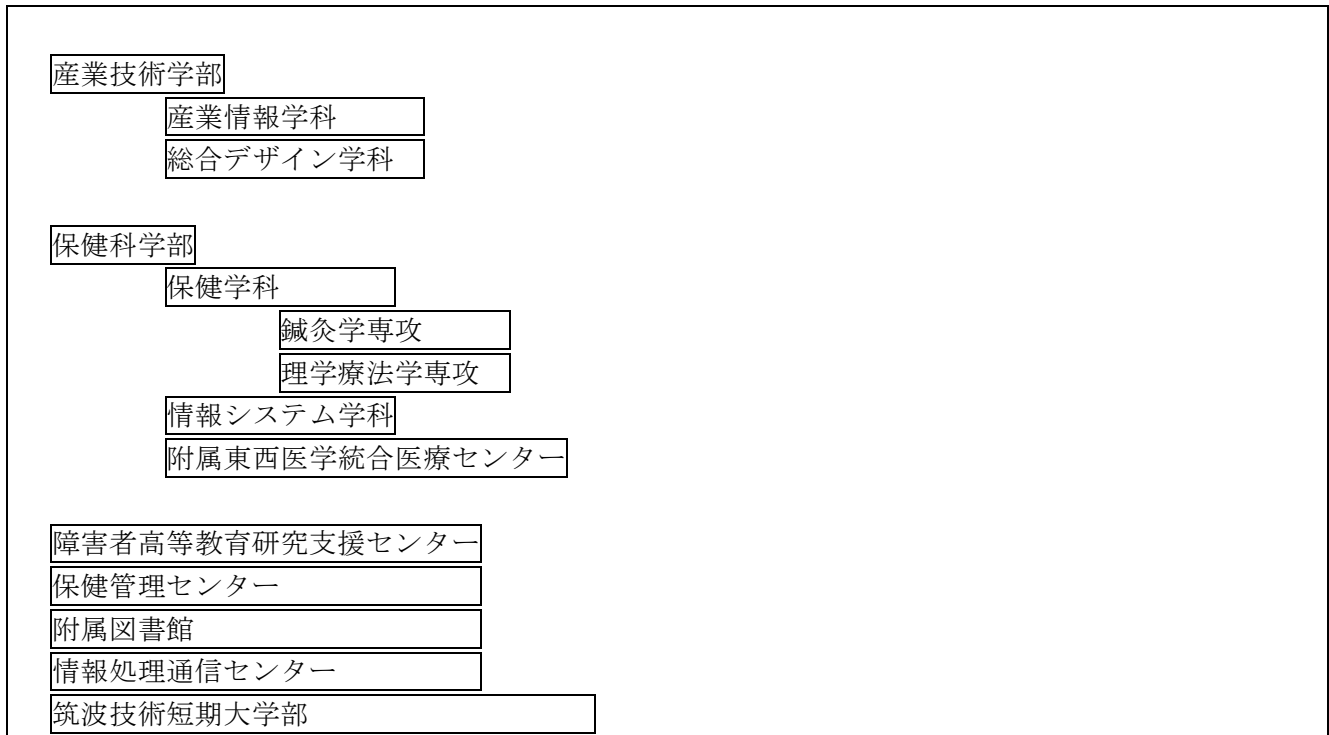 産業技術学部
産業情報学科
総合デザイン学科
保健科学部
保健学科
鍼灸学専攻
理学療法学専攻
情報システム学科
附属東西医学統合医療センター
障害者高等教育研究支援センター
保健管理センター
附属図書館
情報処理通信センター
筑波技術短期大学部